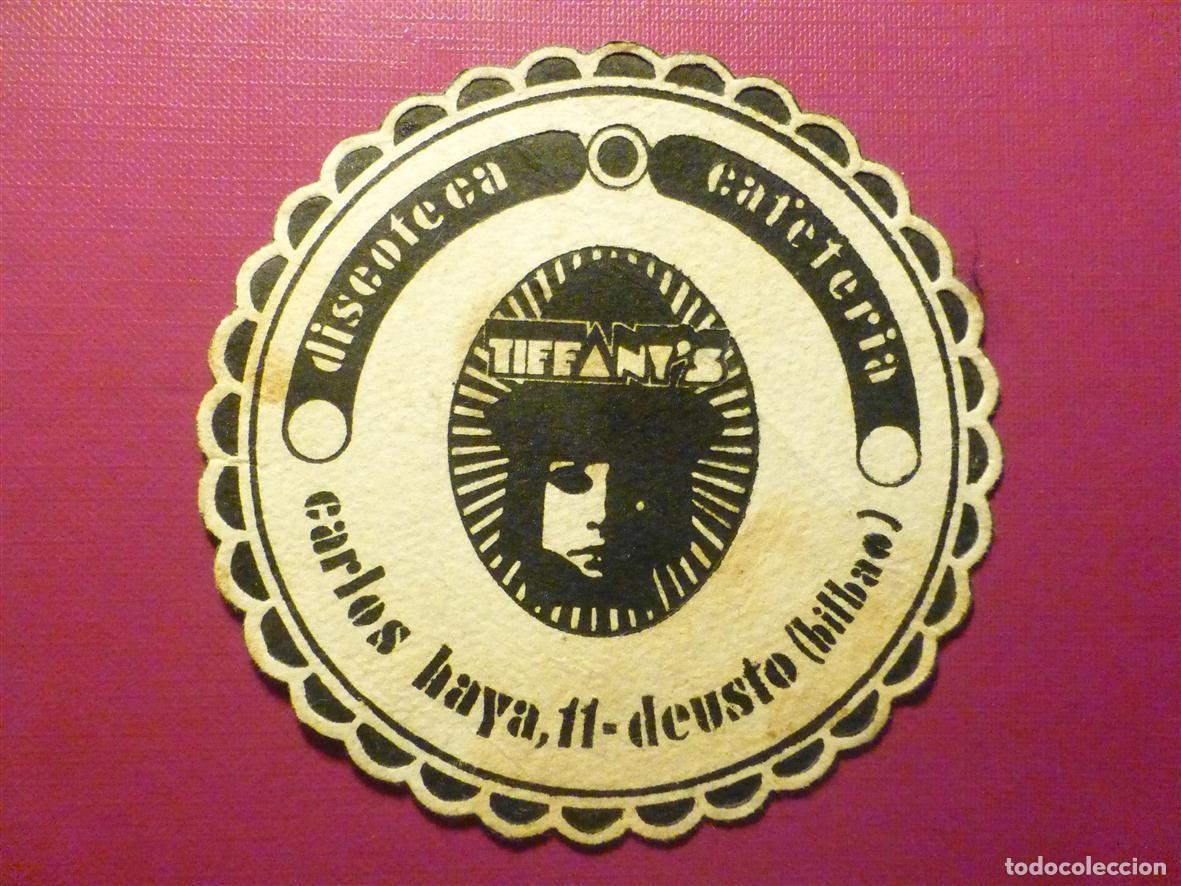 discoteca
cafeteria
TIFFANY'S
carlos haya, 11-deusto (bilbao)
todocoleccion